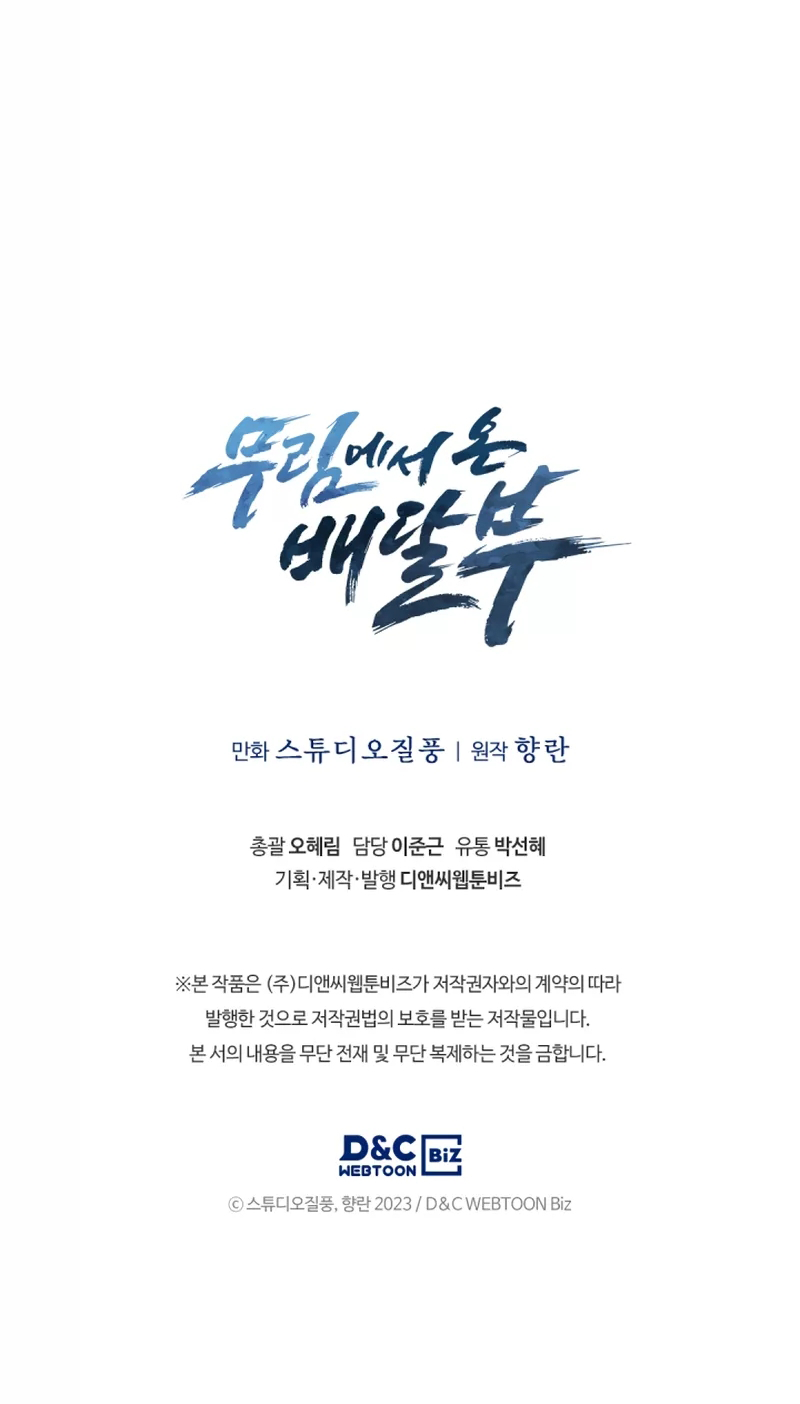 무림에서 온
배달부
만화 스튜디오질풍 | 원작 향란
총괄 오혜림 담당 이준근 유통 박선혜
기획·제작·발행 디앤씨웹툰비즈
※본 작품은 (주)디앤씨웹툰비즈가 저작권자와의 계약의 따라
발행한 것으로 저작권법의 보호를 받는 저작물입니다.
본 서의 내용을 무단 전재 및 무단 복제하는 것을 금합니다.
D&C
WEBTOON BiZ
ⓒ 스튜디오질풍, 향란 2023 / D&C WEBTOON Biz